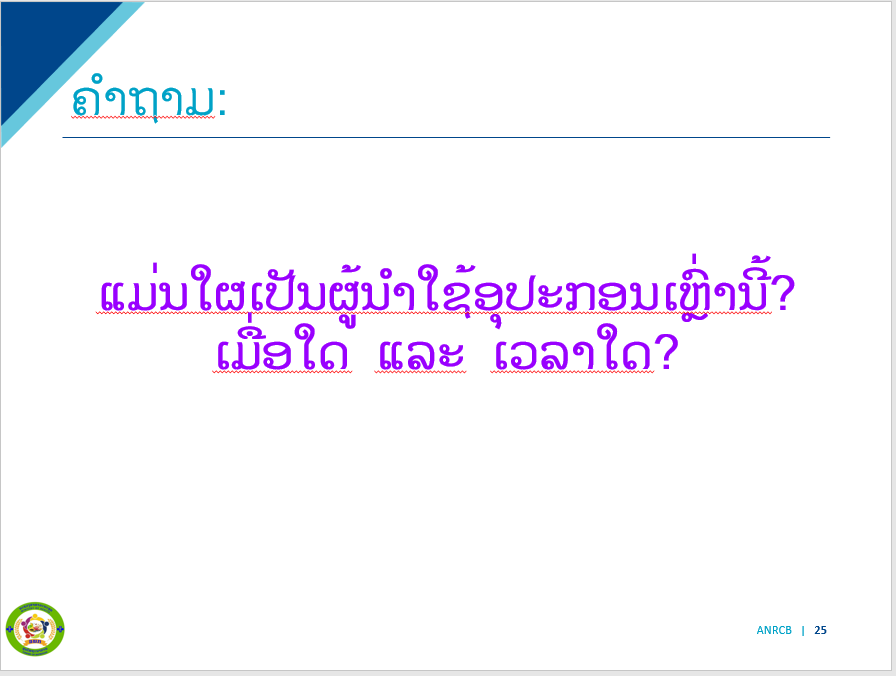 ຄຳຖາມ:
ແມ່ນໃຜເປັນຜູ້ນຳໃຊ້ອຸປະກອນເຫຼົ່ານີ້?
ເມື່ອໃດ ແລະ ເວລາໃດ?
ANRCB | 25